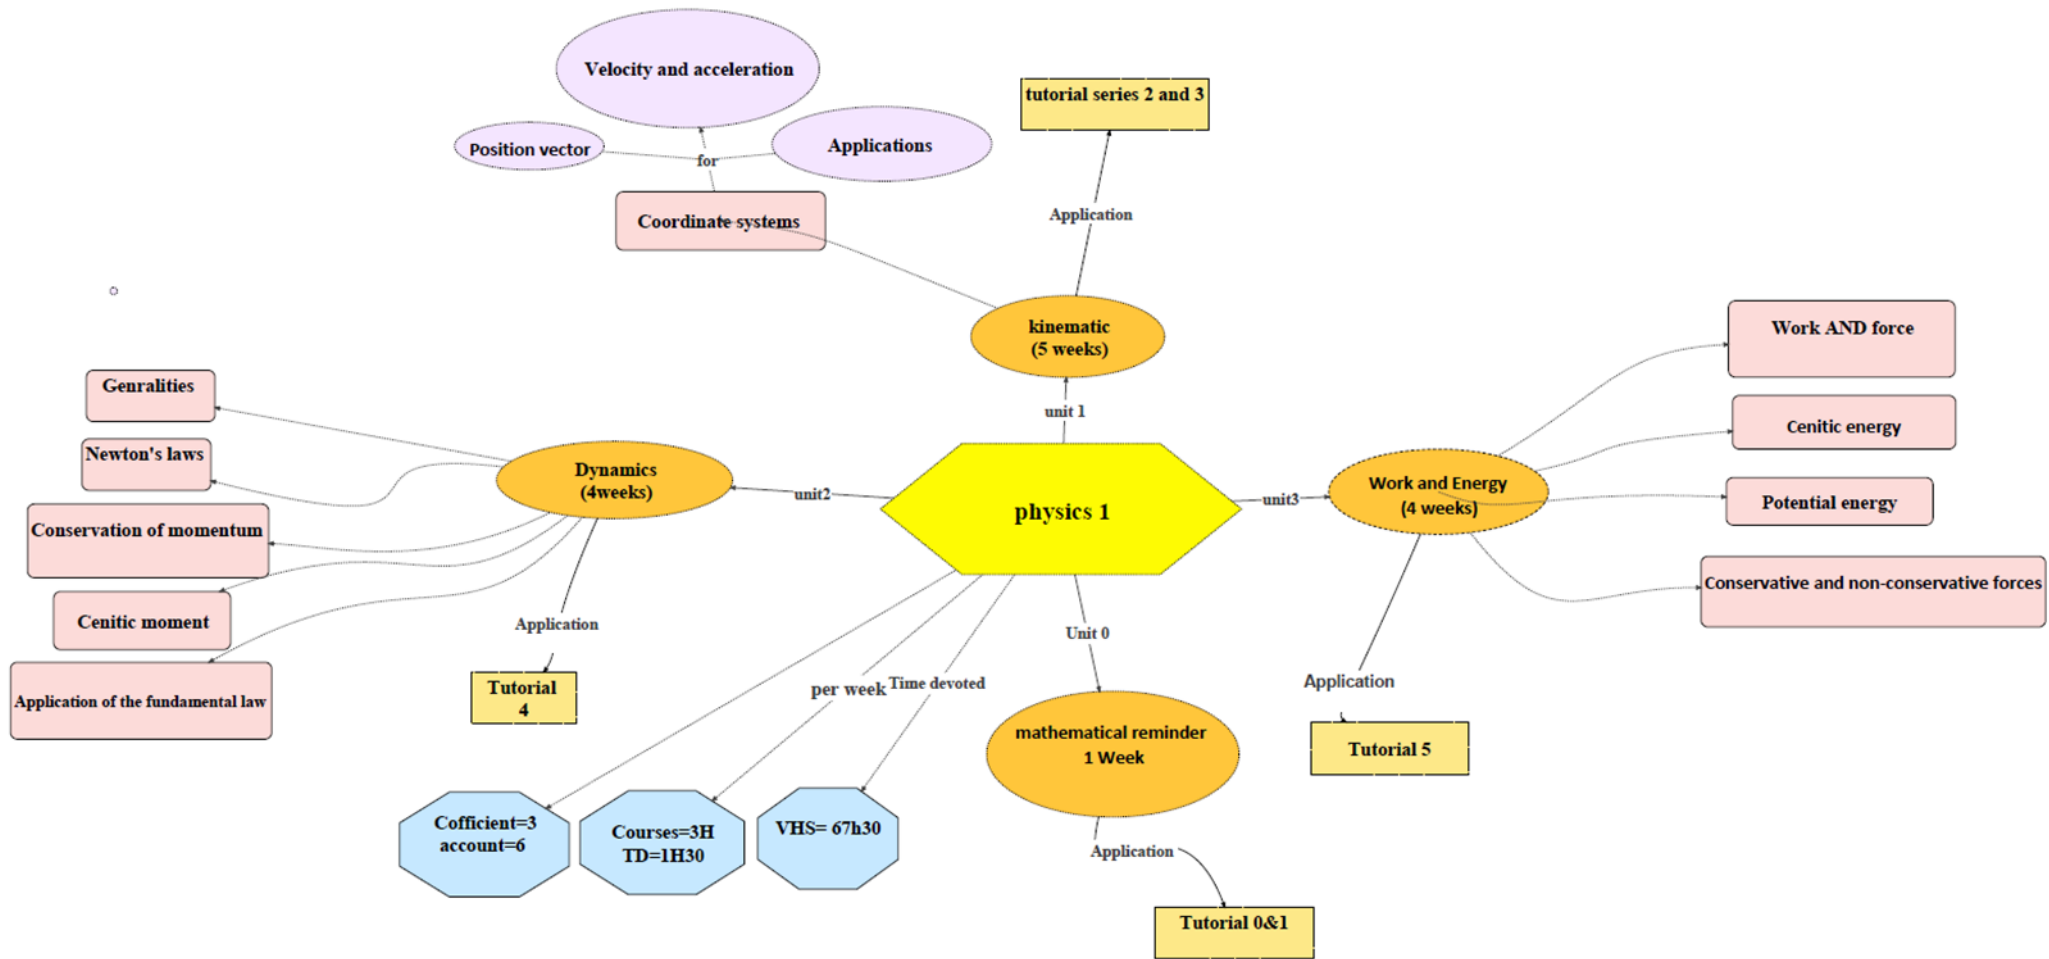 Velocity and acceleration
tutorial series 2 and 3
Position vector
Applications
for
Coordinate systems
Application
kinematic
(5 weeks)
unit 1
Work AND force
Genralities
Newton's laws
Conservation of momentum
Cenitic moment
Application of the fundamental law
Dynamics
(4weeks)
unit2
physics 1
unit3
Work and Energy
(4 weeks)
Cenitic energy
Potential energy
Conservative and non-conservative forces
Application
Tutorial
4
per week
Time devoted
Unit 0
Application
Tutorial 5
mathematical reminder
1 Week
Cofficient=3
account=6
Courses=3H
TD=1H30
VHS= 67h30
Application
Tutorial 0&1